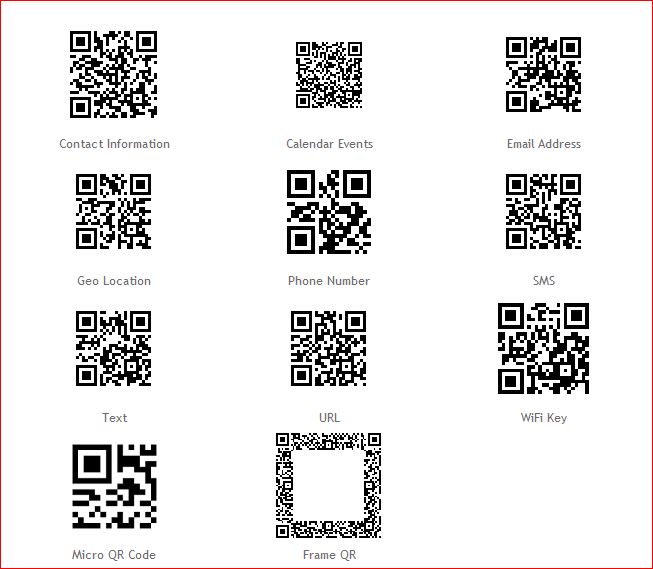 Contact Information
Calendar Events
Email Address
Geo Location
Phone Number
SMS
Text
URL
WiFi Key
Micro QR Code
Frame QR